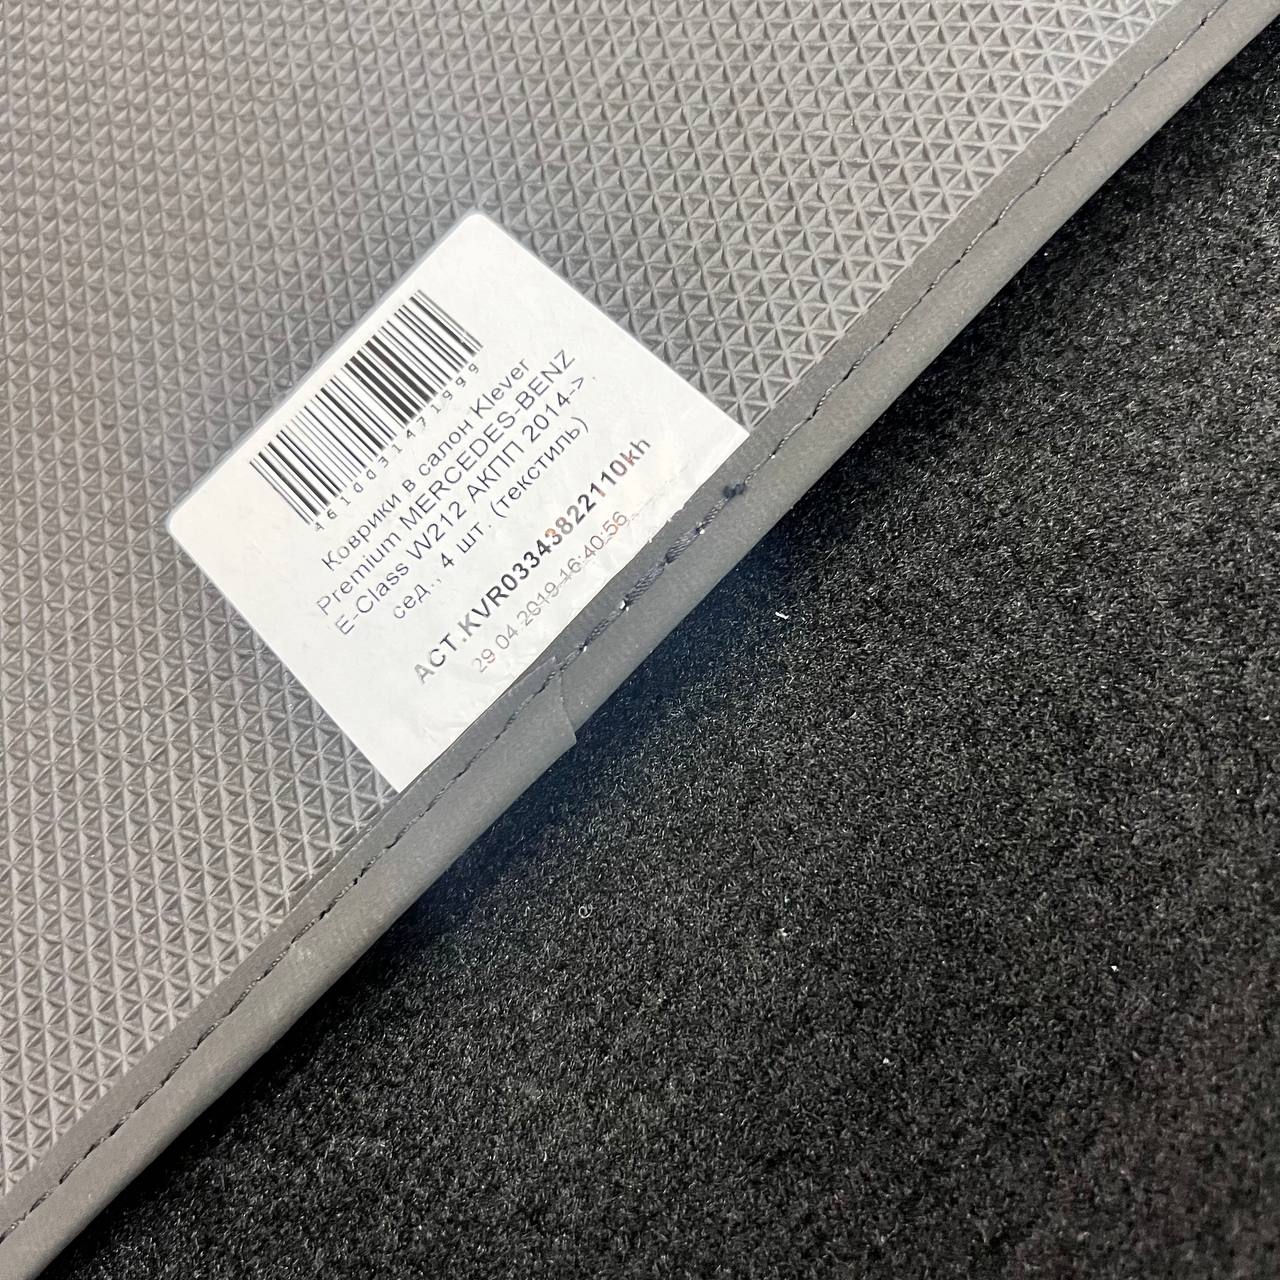 4610031471999
Коврики в салон Klever
Premium MERCEDES-BENZ
E-Class W212 АКПП 2014->,
сед., 4 шт. (текстиль)
ACT.KVR03343822110kh
29.04.2019 16:40:56